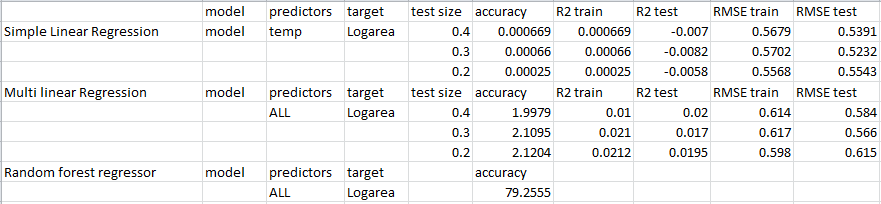 model predictors target test size accuracy R2 train R2 test RMSE train RMSE test
Simple Linear Regression model temp Logarea 0.4 0.000669 0.000669 -0.007 0.5679 0.5391
0.3 0.00066 0.00066 -0.0082 0.5702 0.5232
0.2 0.00025 0.00025 -0.0058 0.5568 0.5543
Multi linear Regression model predictors target test size accuracy R2 train R2 test RMSE train RMSE test
ALL Logarea 0.4 1.9979 0.01 0.02 0.614 0.584
0.3 2.1095 0.021 0.017 0.617 0.566
0.2 2.1204 0.0212 0.0195 0.598 0.615
Random forest regressor model predictors target accuracy
ALL Logarea 79.2555